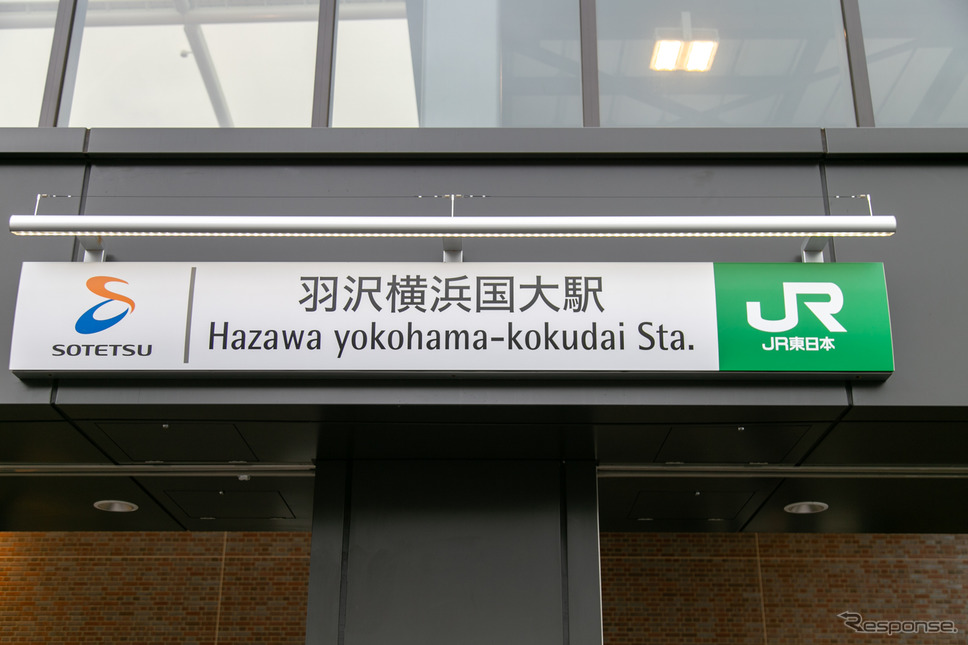 SOTETSU
羽沢横浜国大駅
Hazawa yokohama-kokudai Sta.
JR
JR東日本
Response.